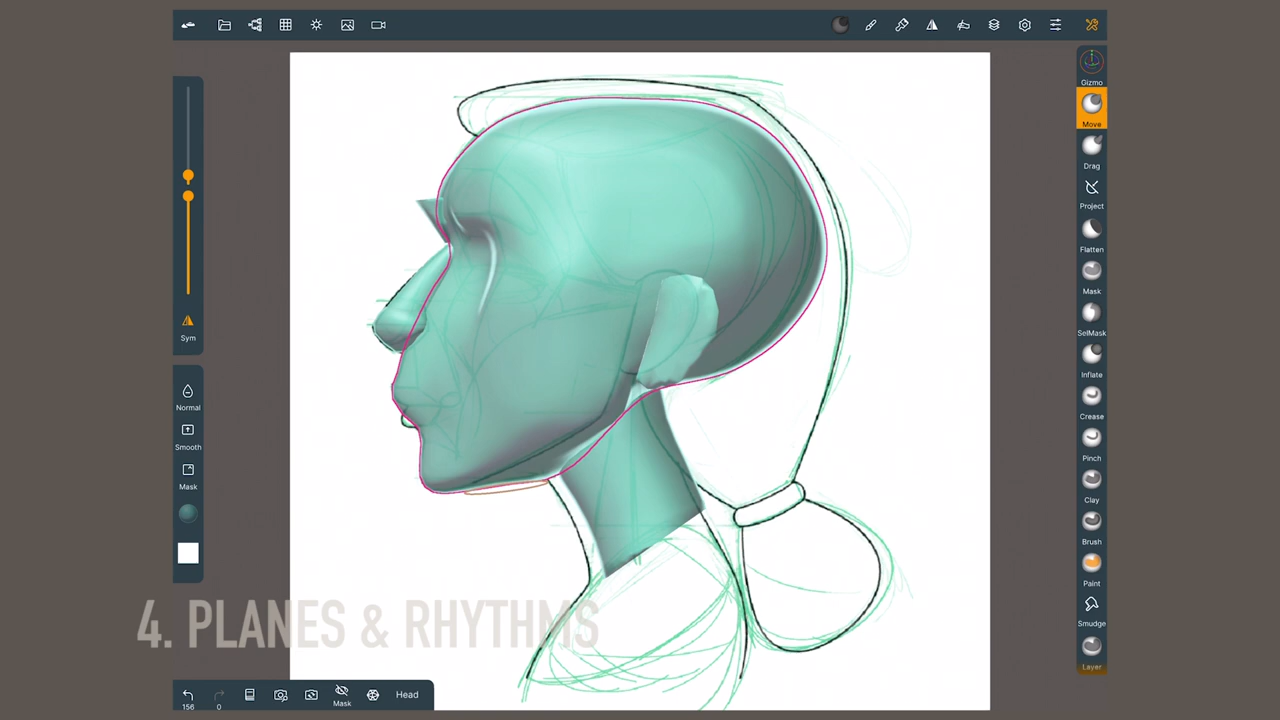 Gizmo
Move
Drag
Project
Flatten
Mask
SelMask
Inflate
Crease
Pinch
Clay
Brush
Paint
Smudge
Layer
Sym
Normal
Smooth
Mask
4. PLANES & RHYTHMS
156
0
Mask
Head